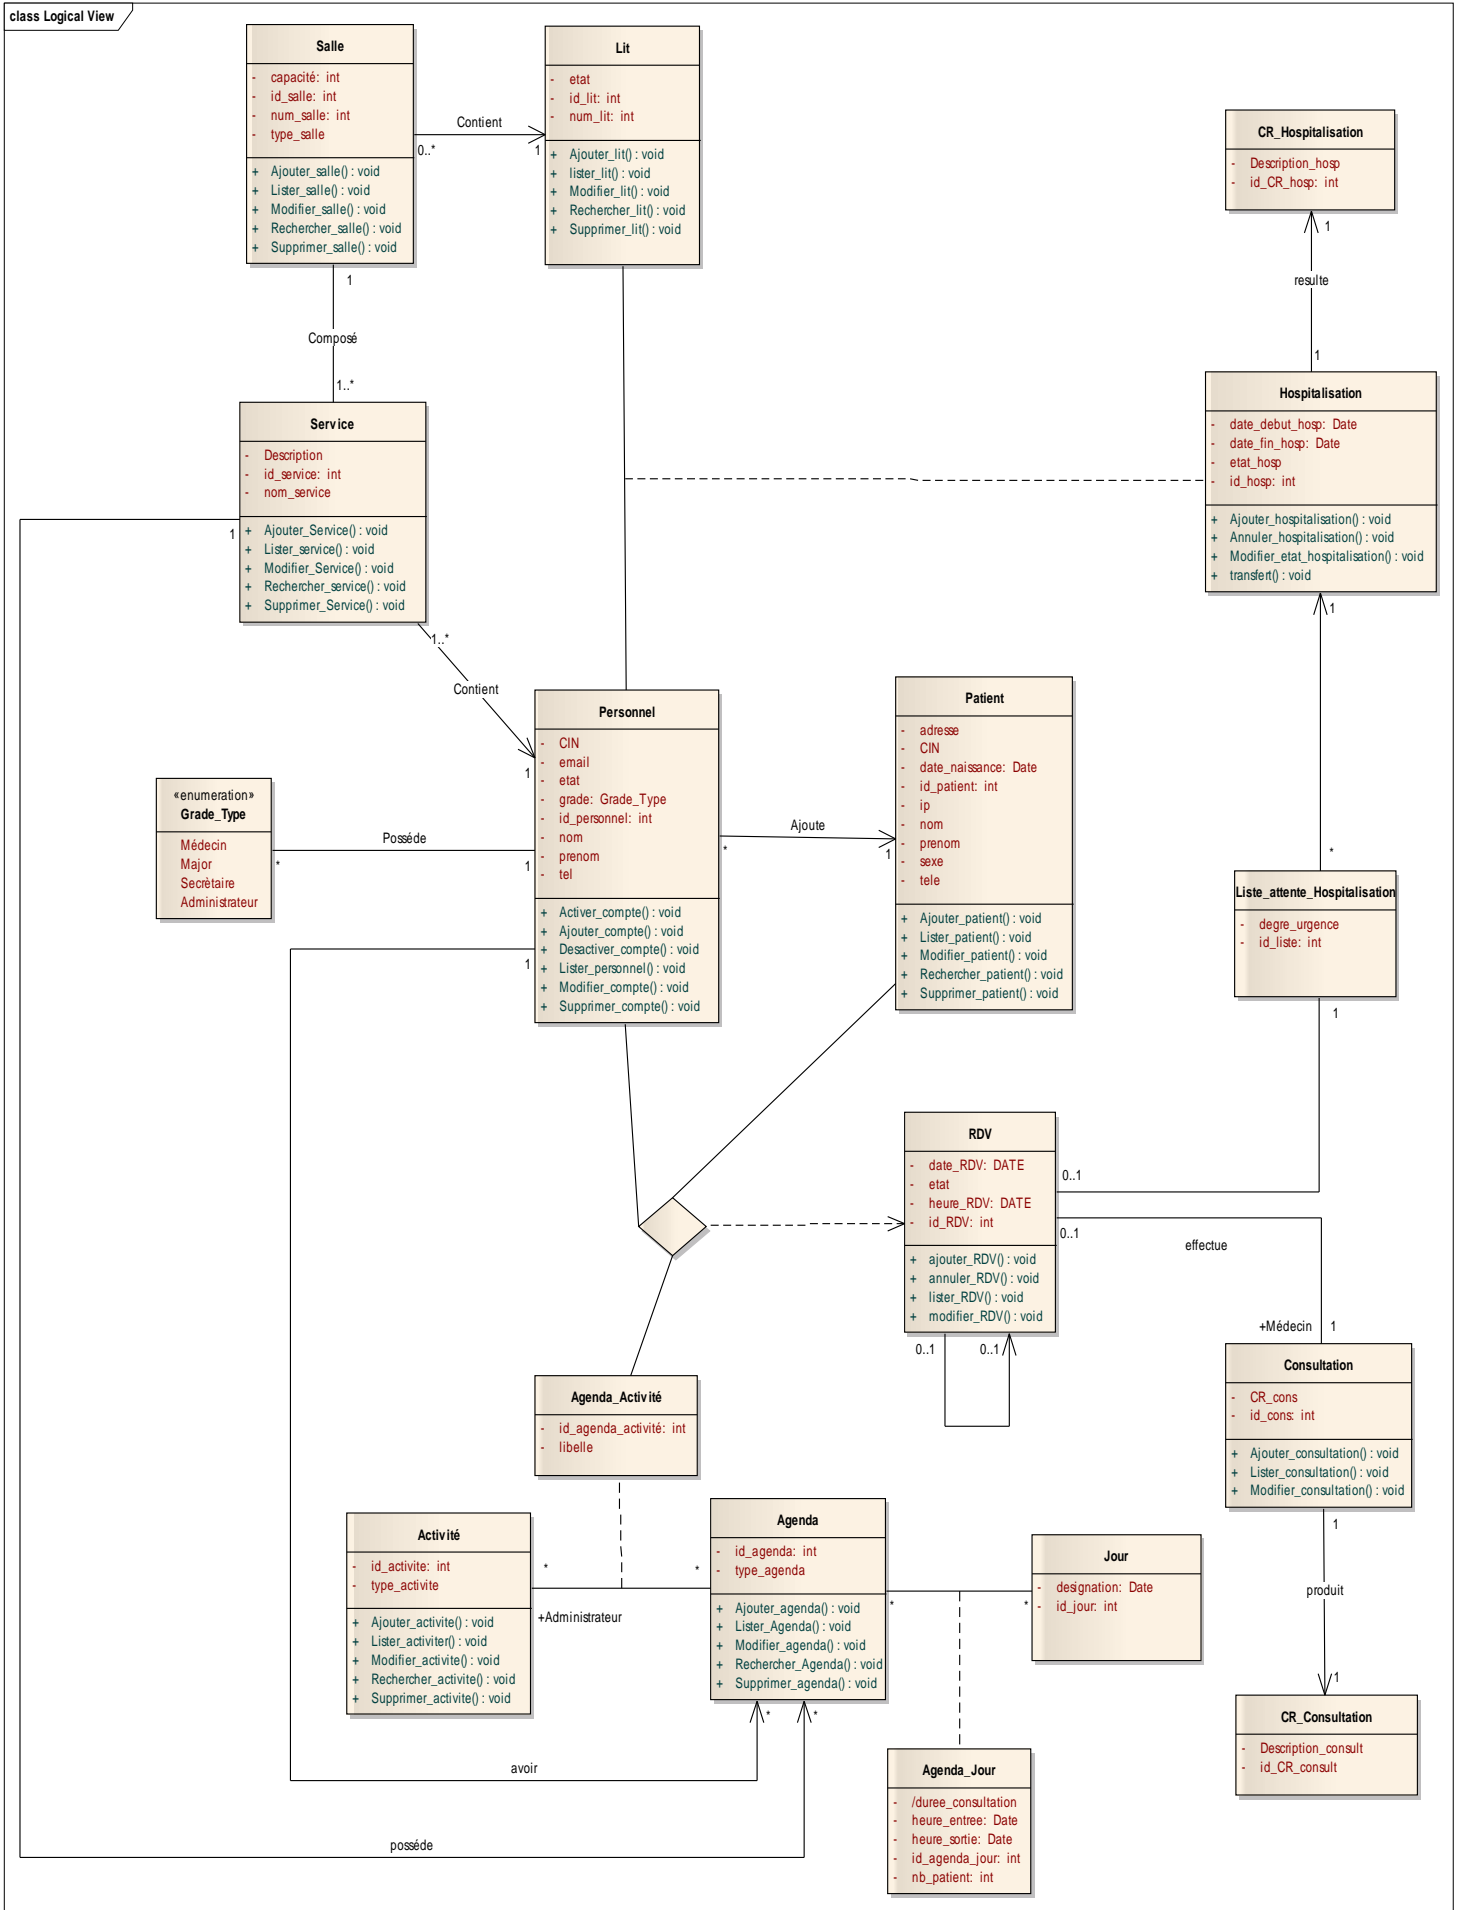 class Logical View
Salle
- capacité: int
- id_salle: int
- num_salle: int
- type_salle
+ Ajouter_salle() : void
+ Lister_salle() : void
+ Modifier_salle() : void
+ Rechercher_salle() : void
+ Supprimer_salle() : void
Contient
0..*
1
Lit
- etat
- id_lit: int
- num_lit: int
+ Ajouter_lit() : void
+ lister_lit() : void
+ Modifier_lit() : void
+ Rechercher_lit() : void
+ Supprimer_lit() : void
CR_Hospitalisation
- Description_hosp
- id_CR_hosp: int
1
resulte
1
1
Composé
1..*
Hospitalisation
- date_debut_hosp: Date
- date_fin_hosp: Date
- etat_hosp
- id_hosp: int
+ Ajouter_hospitalisation() : void
+ Annuler_hospitalisation() : void
+ Modifier_etat_hospitalisation() : void
+ transfert() : void
1
*
Service
- Description
- id_service: int
- nom_service
+ Ajouter_Service() : void
+ Lister_service() : void
+ Modifier_Service() : void
+ Rechercher_service() : void
+ Supprimer_Service() : void
1
1..*
Contient
1
Personnel
- CIN
- email
- etat
- grade: Grade_Type
- id_personnel: int
- nom
- prenom
- tel
+ Activer_compte() : void
+ Ajouter_compte() : void
+ Desactiver_compte() : void
+ Lister_personnel() : void
+ Modifier_compte() : void
+ Supprimer_compte() : void
Patient
- adresse
- CIN
- date_naissance: Date
- id_patient: int
- ip
- nom
- prenom
- sexe
- tele
+ Ajouter_patient() : void
+ Lister_patient() : void
+ Modifier_patient() : void
+ Rechercher_patient() : void
+ Supprimer_patient() : void
«enumeration»
Grade_Type
Médecin
Major
Secrètaire
Administrateur
Posséde
*
1
Ajoute
*
1
1
Liste_attente_Hospitalisation
- degre_urgence
- id_liste: int
1
RDV
- date_RDV: DATE
- etat
- heure_RDV: DATE
- id_RDV: int
+ ajouter_RDV() : void
+ annuler_RDV() : void
+ lister_RDV() : void
+ modifier_RDV() : void
0..1
0..1
effectue
0..1
0..1
+Médecin
1
Consultation
- CR_cons
- id_cons: int
+ Ajouter_consultation() : void
+ Lister_consultation() : void
+ Modifier_consultation() : void
1
produit
1
Agenda_Activité
- id_agenda_activité: int
- libelle
Activité
- id_activite: int
- type_activite
+ Ajouter_activite() : void
+ Lister_activiter() : void
+ Modifier_activite() : void
+ Rechercher_activite() : void
+ Supprimer_activite() : void
*
*
+Administrateur
Agenda
- id_agenda: int
- type_agenda
+ Ajouter_agenda() : void
+ Lister_Agenda() : void
+ Modifier_agenda() : void
+ Rechercher_Agenda() : void
+ Supprimer_agenda() : void
*
*
Jour
- designation: Date
- id_jour: int
*
*
CR_Consultation
- Description_consult
- id_CR_consult
Agenda_Jour
- /duree_consultation
- heure_entree: Date
- heure_sortie: Date
- id_agenda_jour: int
- nb_patient: int
avoir
posséde